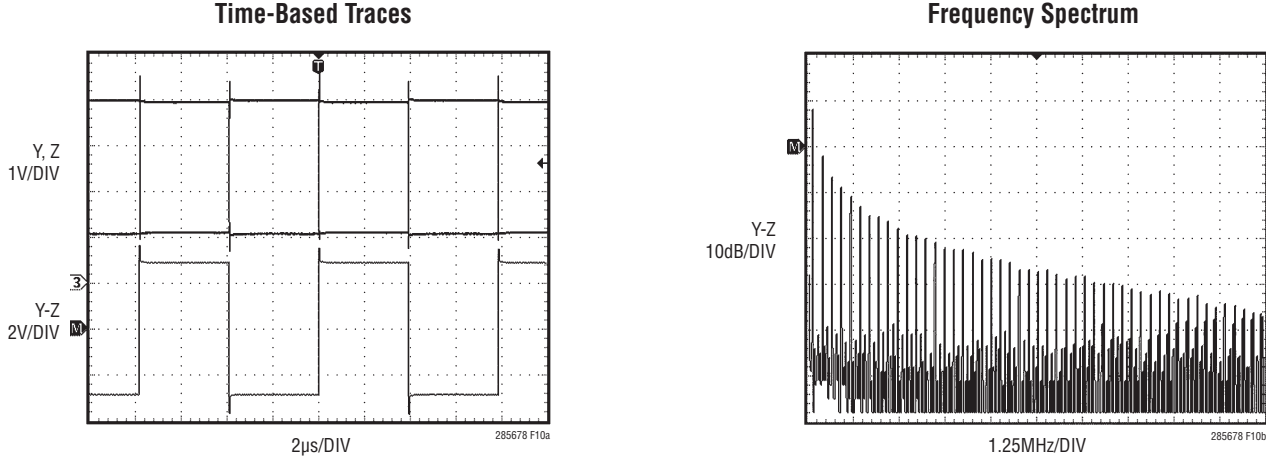 Time-Based Traces
T
Y, Z
1V/DIV
3
Y-Z
2V/DIV
M
2µs/DIV
285678 F10a
Frequency Spectrum
M
Y-Z
10dB/DIV
1.25MHz/DIV
285678 F10b